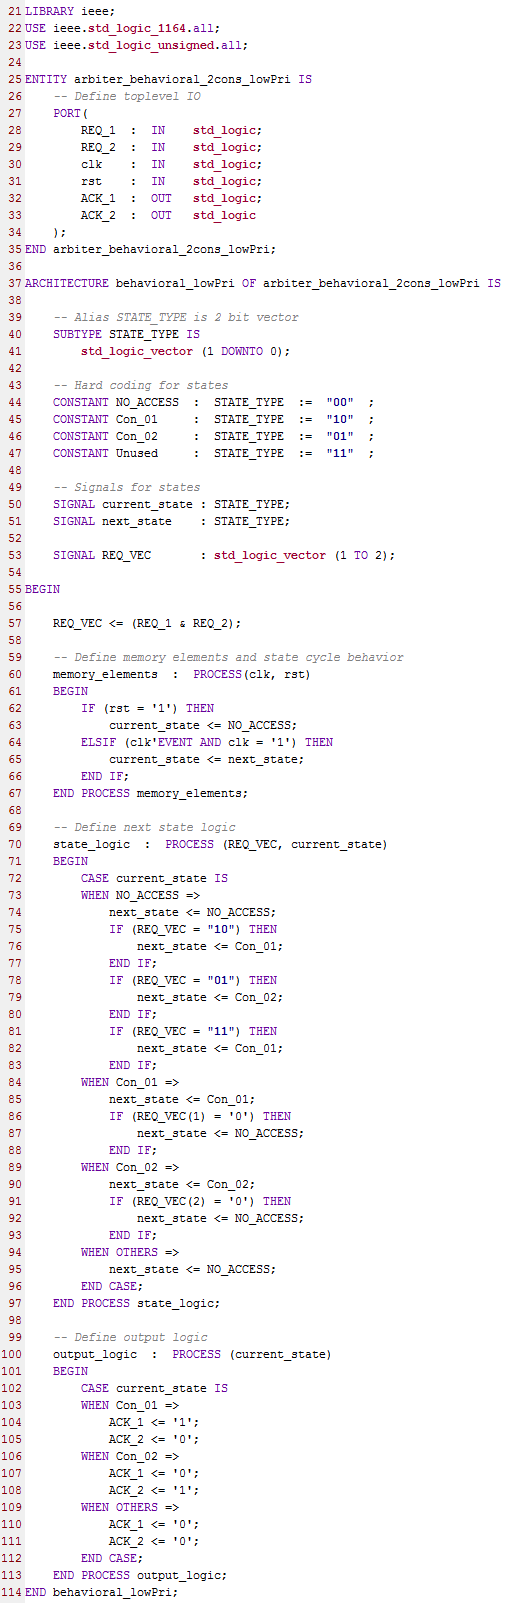 21 LIBRARY ieee;
22 USE ieee.std_logic_1164.all;
23 USE ieee.std_logic_unsigned.all;
24
25 ENTITY arbiter_behavioral_2cons_lowPri IS
26     -- Define toplevel IO
27     PORT(
28         REQ_1  :  IN    std_logic;
29         REQ_2  :  IN    std_logic;
30         clk    :  IN    std_logic;
31         rst    :  IN    std_logic;
32         ACK_1  :  OUT   std_logic;
33         ACK_2  :  OUT   std_logic
34     );
35 END arbiter_behavioral_2cons_lowPri;
36
37 ARCHITECTURE behavioral_lowPri OF arbiter_behavioral_2cons_lowPri IS
38
39     -- Alias STATE_TYPE is 2 bit vector
40     SUBTYPE STATE_TYPE IS
41         std_logic_vector (1 DOWNTO 0);
42
43     -- Hard coding for states
44     CONSTANT NO_ACCESS  :  STATE_TYPE  :=  "00"  ;
45     CONSTANT Con_01     :  STATE_TYPE  :=  "10"  ;
46     CONSTANT Con_02     :  STATE_TYPE  :=  "01"  ;
47     CONSTANT Unused     :  STATE_TYPE  :=  "11"  ;
48
49     -- Signals for states
50     SIGNAL current_state : STATE_TYPE;
51     SIGNAL next_state    : STATE_TYPE;
52
53     SIGNAL REQ_VEC       : std_logic_vector (1 TO 2);
54
55 BEGIN
56
57     REQ_VEC <= (REQ_1 & REQ_2);
58
59     -- Define memory elements and state cycle behavior
60     memory_elements  :  PROCESS(clk, rst)
61     BEGIN
62         IF (rst = '1') THEN
63             current_state <= NO_ACCESS;
64         ELSIF (clk'EVENT AND clk = '1') THEN
65             current_state <= next_state;
66         END IF;
67     END PROCESS memory_elements;
68
69     -- Define next state logic
70     state_logic  :  PROCESS (REQ_VEC, current_state)
71     BEGIN
72         CASE current_state IS
73         WHEN NO_ACCESS =>
74             next_state <= NO_ACCESS;
75             IF (REQ_VEC = "10") THEN
76                 next_state <= Con_01;
77             END IF;
78             IF (REQ_VEC = "01") THEN
79                 next_state <= Con_02;
80             END IF;
81             IF (REQ_VEC = "11") THEN
82                 next_state <= Con_01;
83             END IF;
84         WHEN Con_01 =>
85             next_state <= Con_01;
86             IF (REQ_VEC(1) = '0') THEN
87                 next_state <= NO_ACCESS;
88             END IF;
89         WHEN Con_02 =>
90             next_state <= Con_02;
91             IF (REQ_VEC(2) = '0') THEN
92                 next_state <= NO_ACCESS;
93             END IF;
94         WHEN OTHERS =>
95             next_state <= NO_ACCESS;
96         END CASE;
97     END PROCESS state_logic;
98
99     -- Define output logic
100     output_logic  :  PROCESS (current_state)
101     BEGIN
102         CASE current_state IS
103         WHEN Con_01 =>
104             ACK_1 <= '1';
105             ACK_2 <= '0';
106         WHEN Con_02 =>
107             ACK_1 <= '0';
108             ACK_2 <= '1';
109         WHEN OTHERS =>
110             ACK_1 <= '0';
111             ACK_2 <= '0';
112         END CASE;
113     END PROCESS output_logic;
114 END behavioral_lowPri;